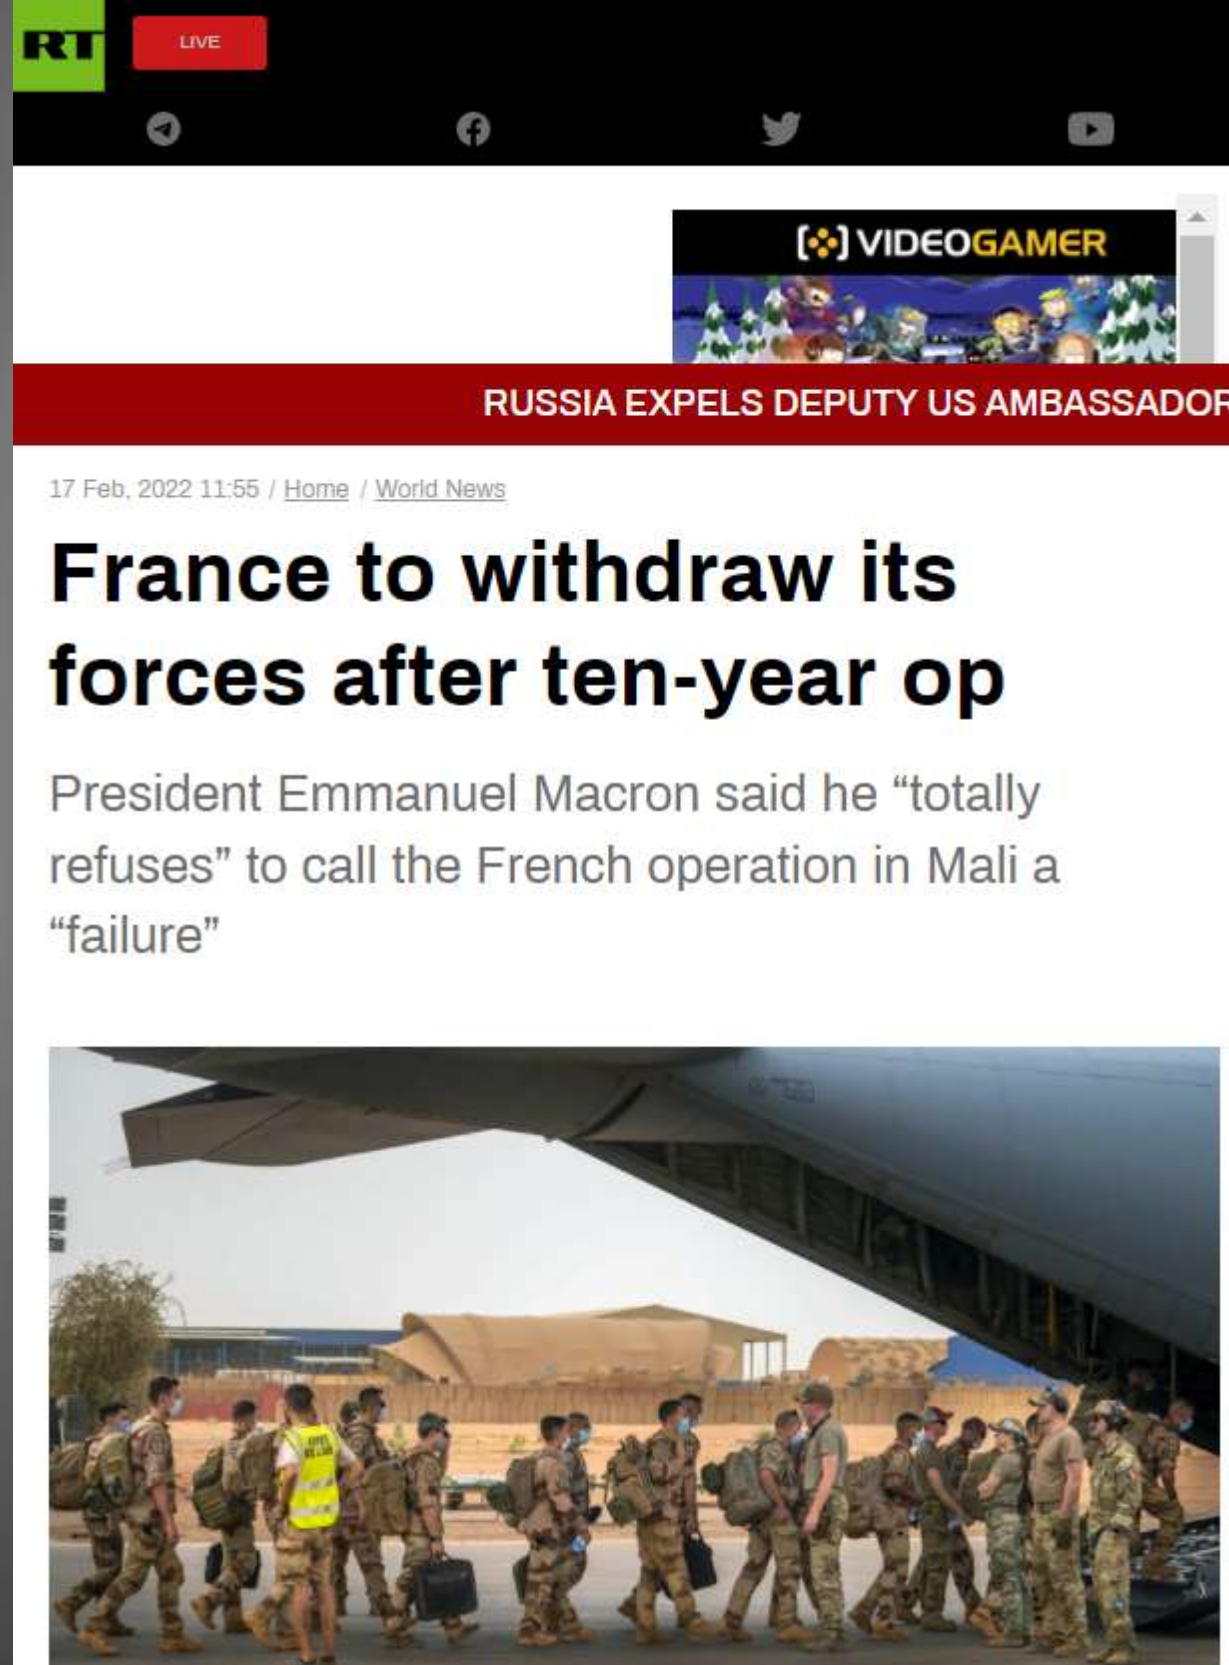 RT
LIVE
[ ] VIDEOGAMER
RUSSIA EXPELS DEPUTY US AMBASSADOR
17 Feb, 2022 11:55 / Home / World News
France to withdraw its
forces after ten-year op
President Emmanuel Macron said he “totally
refuses” to call the French operation in Mali a
“failure”